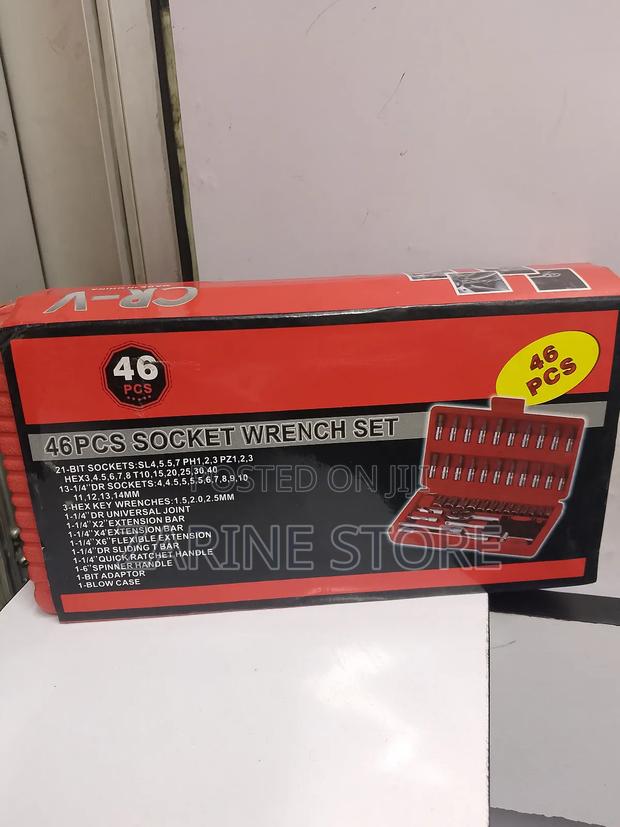 CR-V
MADE IN CHINA
46
PCS
46
PCS
46PCS SOCKET WRENCH SET
21-BIT SOCKETS:SL4,5.5,7 PH1,2,3 PZ1,2,3
HEX3,4,5,6,7,8 T10,15,20,25,30,40
13-1/4"DR SOCKETS:4,4.5,5,5.5,6,7,8,9,10
11,12,13,14MM
3-HEX KEY WRENCHES:1.5,2.0,2.5MM
1-1/4"DR UNIVERSAL JOINT
1-1/4"X2"EXTENSION BAR
1-1/4"X4"EXTENSION BAR
1-1/4"X6"FLEXIBLE EXTENSION
1-1/4"DR SLIDING T BAR
1-1/4"QUICK RATCHET HANDLE
1-6"SPINNER HANDLE
1-BIT ADAPTOR
1-BLOW CASE
POSTED ON JIJI
ARINE STORE